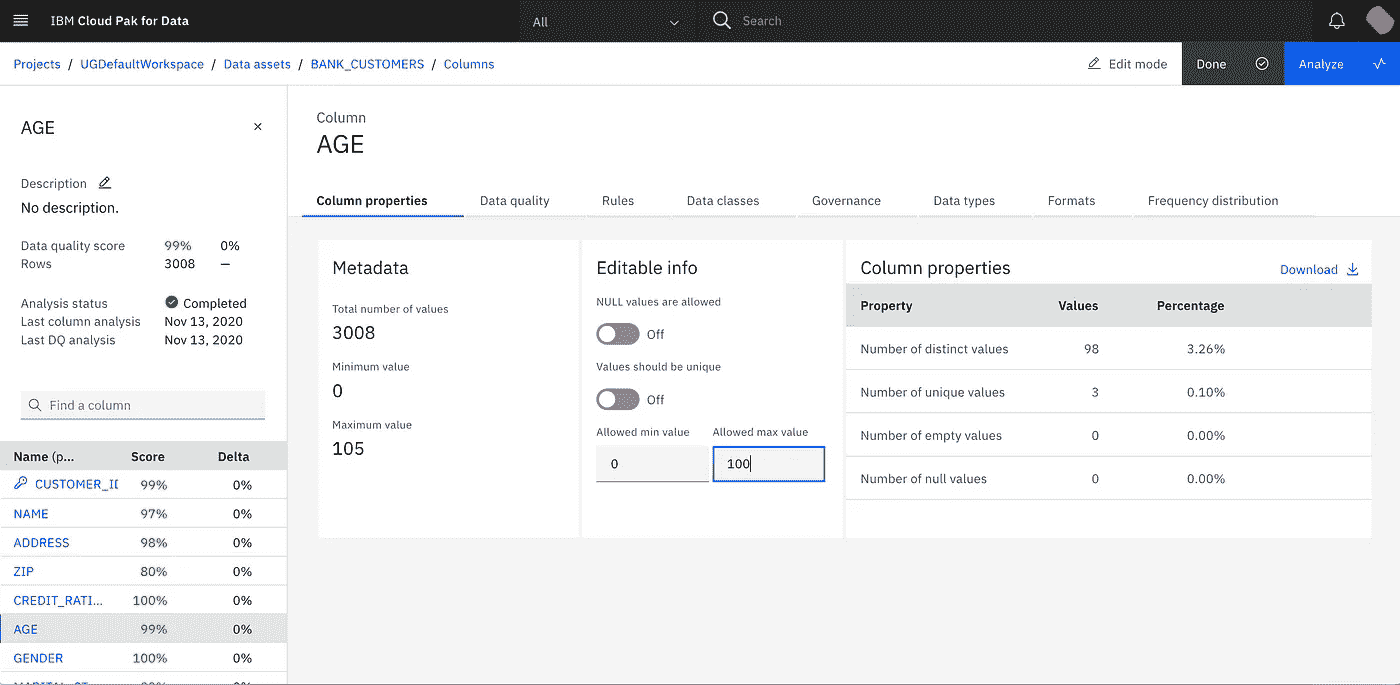 IBM Cloud Pak for Data
All
Search
Projects / UGDefaultWorkspace / Data assets / BANK_CUSTOMERS / Columns
Edit mode
Done
Analyze
AGE
Description
No description.
Data quality score 99% 0%
Rows 3008 —
Analysis status Completed
Last column analysis Nov 13, 2020
Last DQ analysis Nov 13, 2020
Find a column
Name (p... Score Delta
CUSTOMER_ID 99% 0%
NAME 97% 0%
ADDRESS 98% 0%
ZIP 80% 0%
CREDIT_RATI... 100% 0%
AGE 99% 0%
GENDER 100% 0%
Column
AGE
Column properties Data quality Rules Data classes Governance Data types Formats Frequency distribution
Metadata
Total number of values
3008
Minimum value
0
Maximum value
105
Editable info
NULL values are allowed
Off
Values should be unique
Off
Allowed min value Allowed max value
0 100
Column properties
Download
Property Values Percentage
Number of distinct values 98 3.26%
Number of unique values 3 0.10%
Number of empty values 0 0.00%
Number of null values 0 0.00%